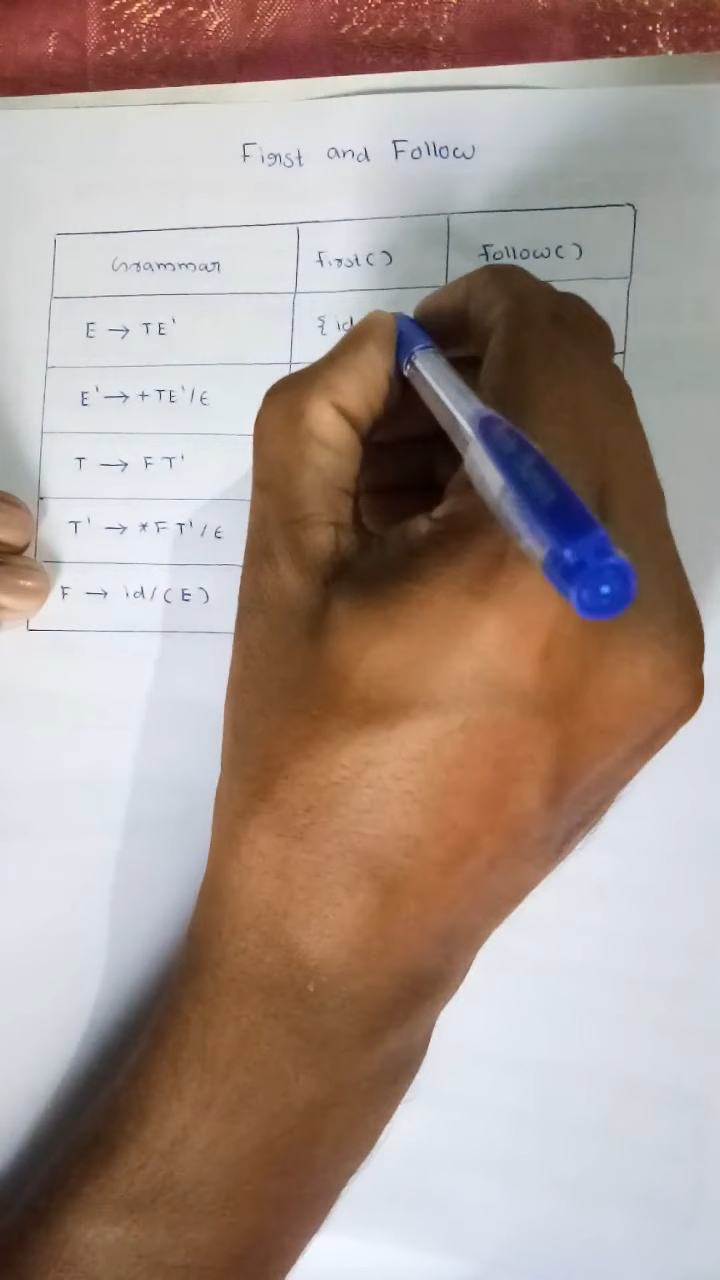 First and Follow
Grammar first() follow()
E → TE' {id
E' → +TE'/ε
T → FT'
T' → *FT'/ε
F → id/(E)